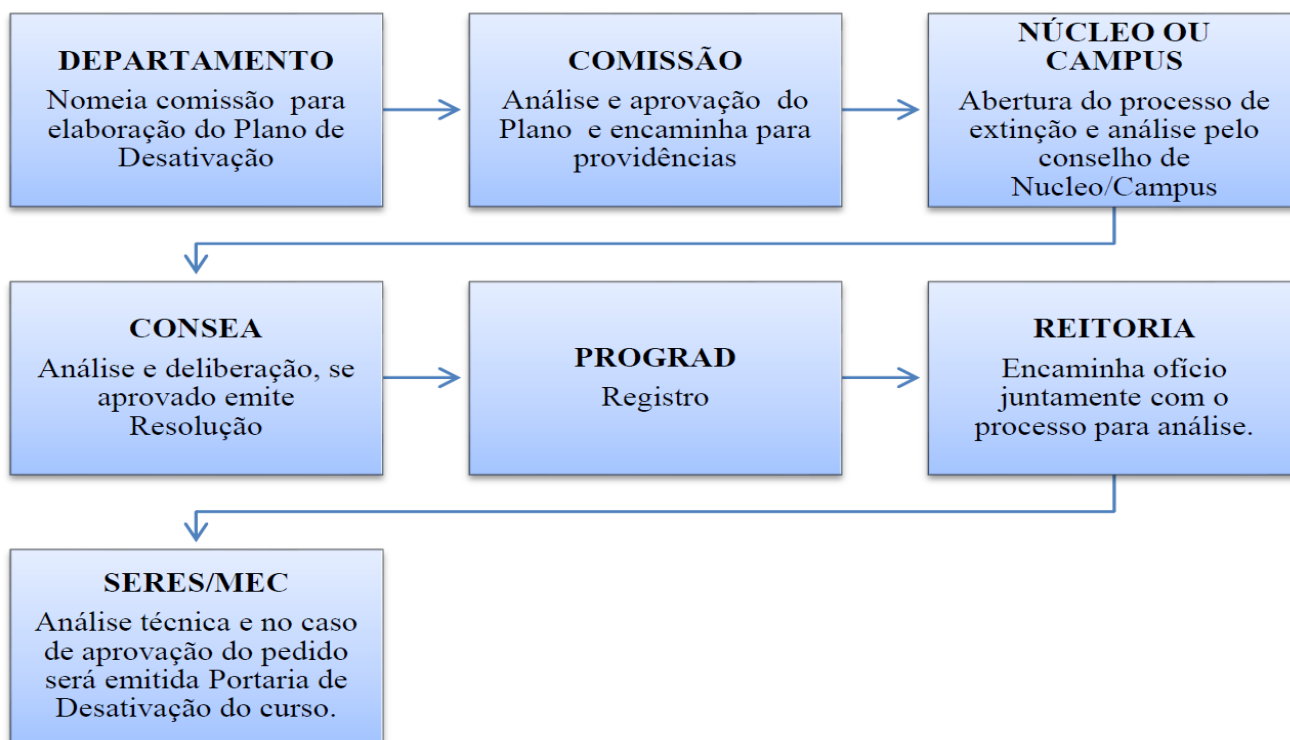 DEPARTAMENTO
Nomeia comissão para
elaboração do Plano de
Desativação
COMISSÃO
Análise e aprovação do
Plano e encaminha para
providências
NÚCLEO OU
CAMPUS
Abertura do processo de
extinção e análise pelo
conselho de
Nucleo/Campus
CONSEA
Análise e deliberação, se
aprovado emite
Resolução
PROGRAD
Registro
REITORIA
Encaminha ofício
juntamente com o
processo para análise.
SERES/MEC
Análise técnica e no caso
de aprovação do pedido
será emitida Portaria de
Desativação do curso.